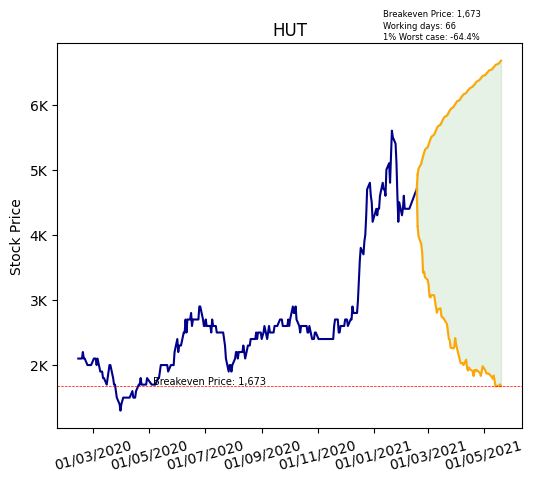 Breakeven Price: 1,673
Working days: 66
1% Worst case: -64.4%
HUT
Stock Price
6K
5K
4K
3K
2K
Breakeven Price: 1,673
01/03/2020 01/05/2020 01/07/2020 01/09/2020 01/11/2020 01/01/2021 01/03/2021 01/05/2021